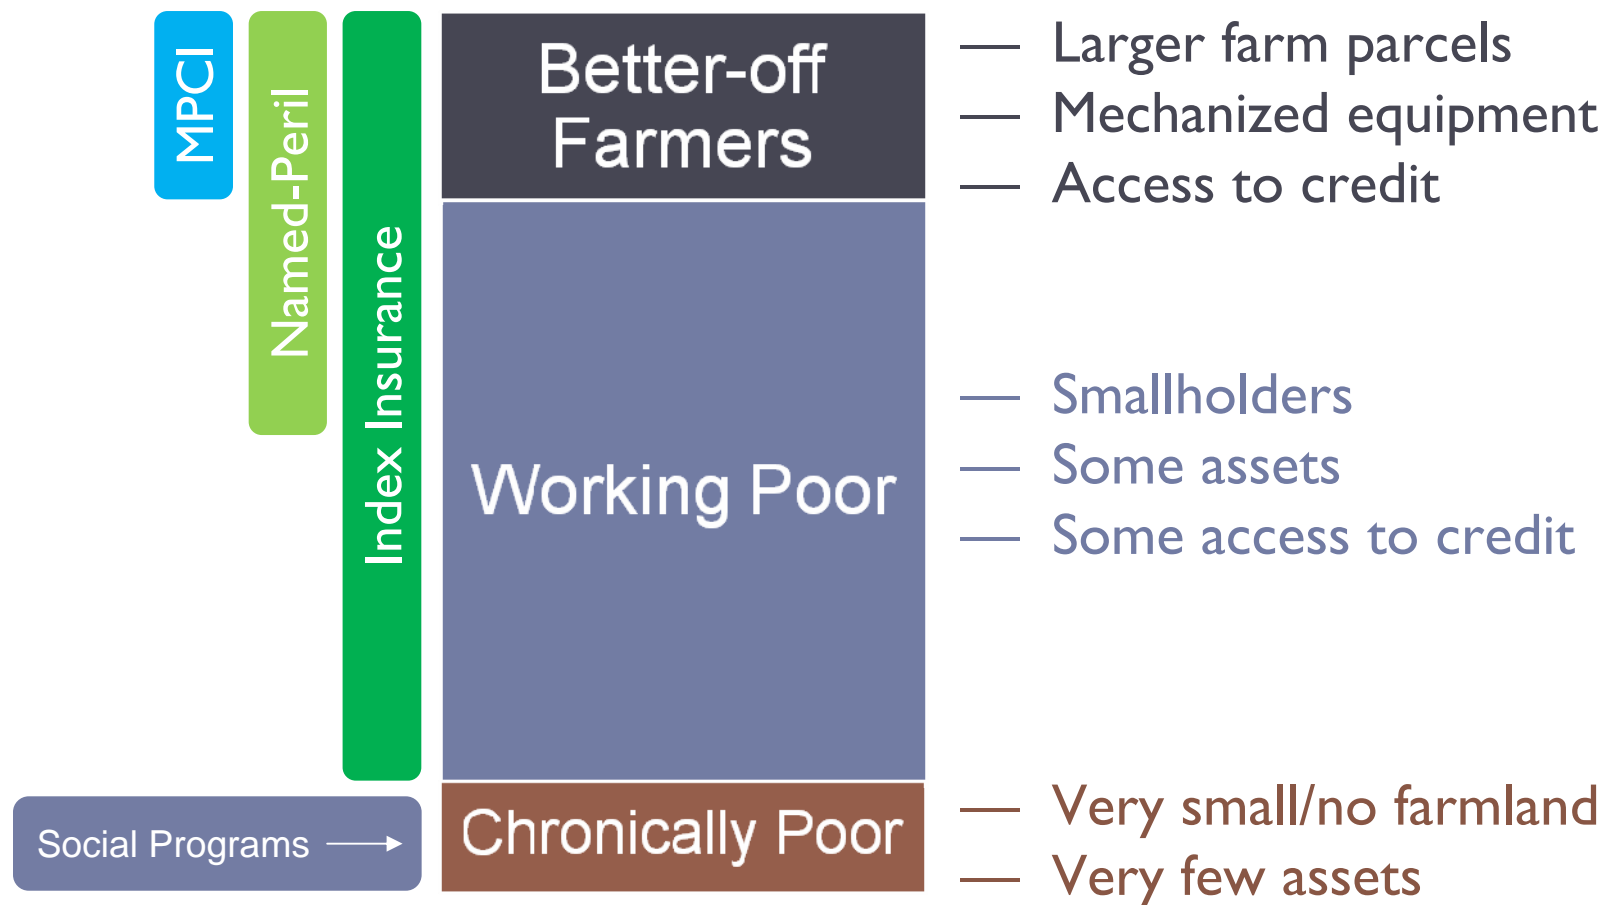 MPCI
Named-Peril
Index Insurance
Better-off
Farmers
Larger farm parcels
Mechanized equipment
Access to credit
Working Poor
Smallholders
Some assets
Some access to credit
Social Programs
Chronically Poor
Very small/no farmland
Very few assets